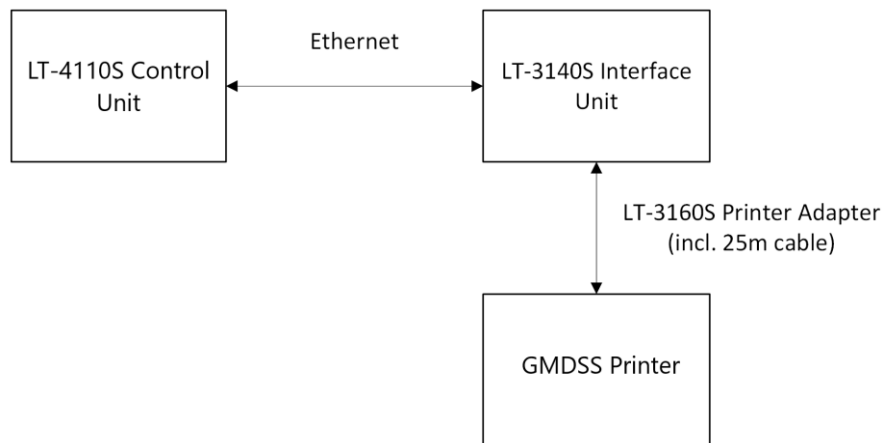 Ethernet
LT-4110S Control
Unit
LT-3140S Interface
Unit
LT-3160S Printer Adapter
(incl. 25m cable)
GMDSS Printer